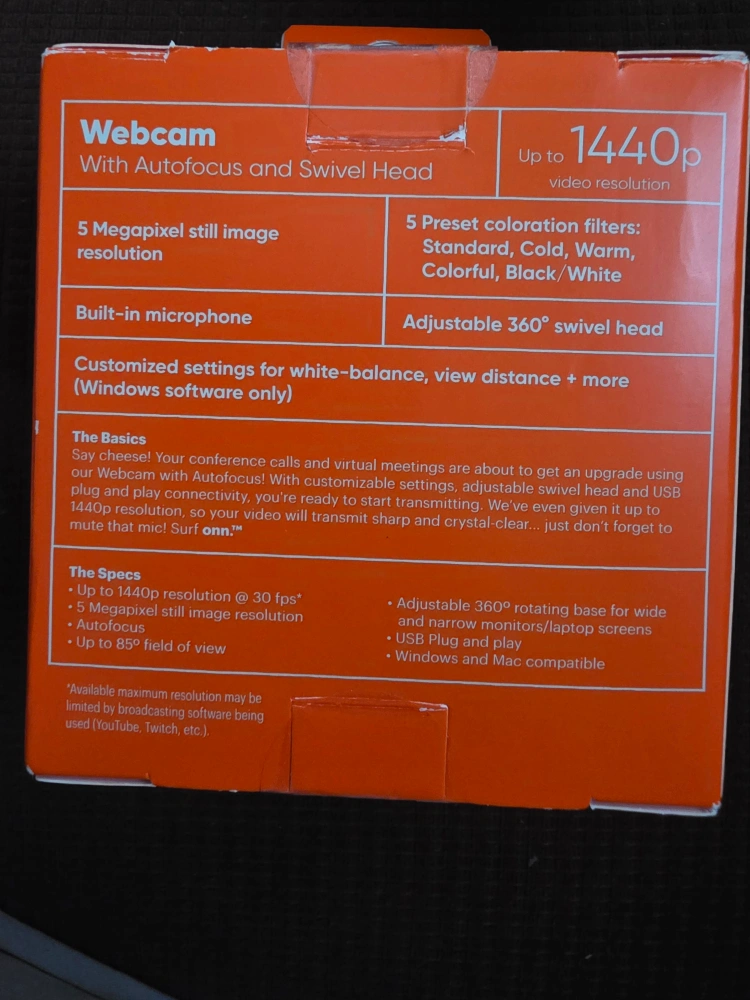 Webcam
With Autofocus and Swivel Head
Up to 1440p
video resolution
5 Megapixel still image
resolution
5 Preset coloration filters:
Standard, Cold, Warm,
Colorful, Black/White
Built-in microphone
Adjustable 360° swivel head
Customized settings for white-balance, view distance + more
(Windows software only)
The Basics
Say cheese! Your conference calls and virtual meetings are about to get an upgrade using
our Webcam with Autofocus! With customizable settings, adjustable swivel head and USB
plug and play connectivity, you're ready to start transmitting. We've even given it up to
1440p resolution, so your video will transmit sharp and crystal-clear... just don't forget to
mute that mic! Surf onn.™
The Specs
• Up to 1440p resolution @ 30 fps*
• 5 Megapixel still image resolution
• Autofocus
• Up to 85º field of view
• Adjustable 360º rotating base for wide
and narrow monitors/laptop screens
• USB Plug and play
• Windows and Mac compatible
*Available maximum resolution may be
limited by broadcasting software being
used (YouTube, Twitch, etc.).